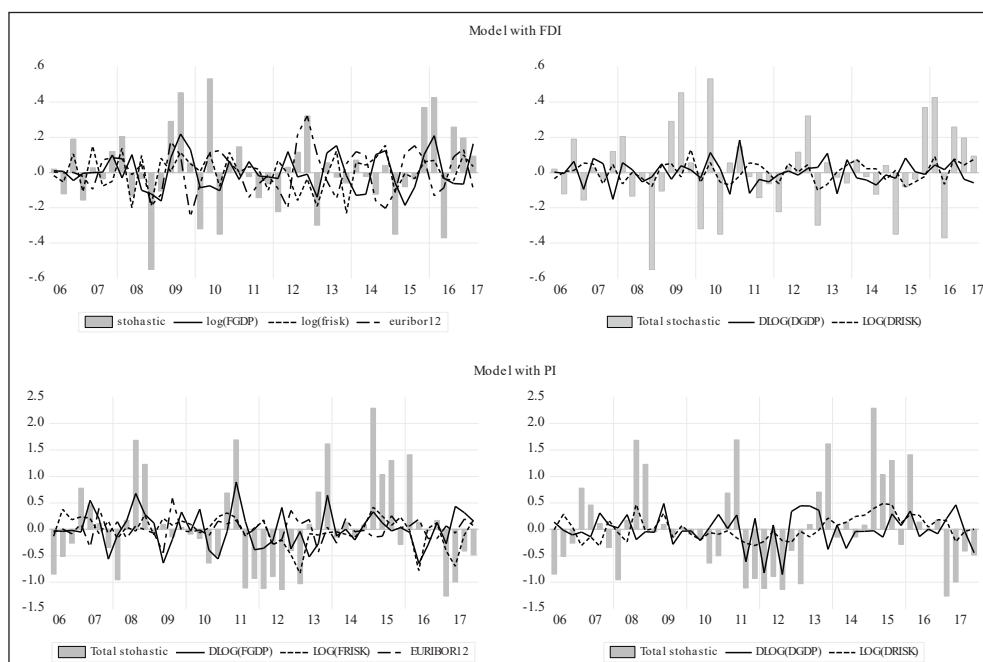 Model with FDI
.6 .6
.4 .4
.2 .2
.0 .0
-.2 -.2
-.4 -.4
-.6 -.6
06 07 08 09 10 11 12 13 14 15 16 17 06 07 08 09 10 11 12 13 14 15 16 17
stohastic log(FGDP) log(frisk) euribor12 Total stochastic DLOG(DGDP) LOG(DRISK)
Model with PI
2.5 2.5
2.0 2.0
1.5 1.5
1.0 1.0
0.5 0.5
0.0 0.0
-0.5 -0.5
-1.0 -1.0
-1.5 -1.5
06 07 08 09 10 11 12 13 14 15 16 17 06 07 08 09 10 11 12 13 14 15 16 17
Total stochastic DLOG(FGDP) LOG(FRISK) EURIBOR12 Total stochastic DLOG(DGDP) LOG(DRISK)